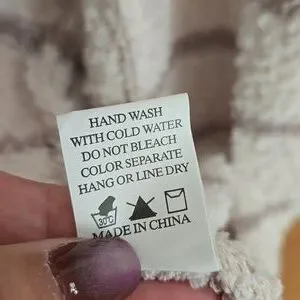 HAND WASH
WITH COLD WATER
DO NOT BLEACH
COLOR SEPARATE
HANG OR LINE DRY
30°C
MADE IN CHINA